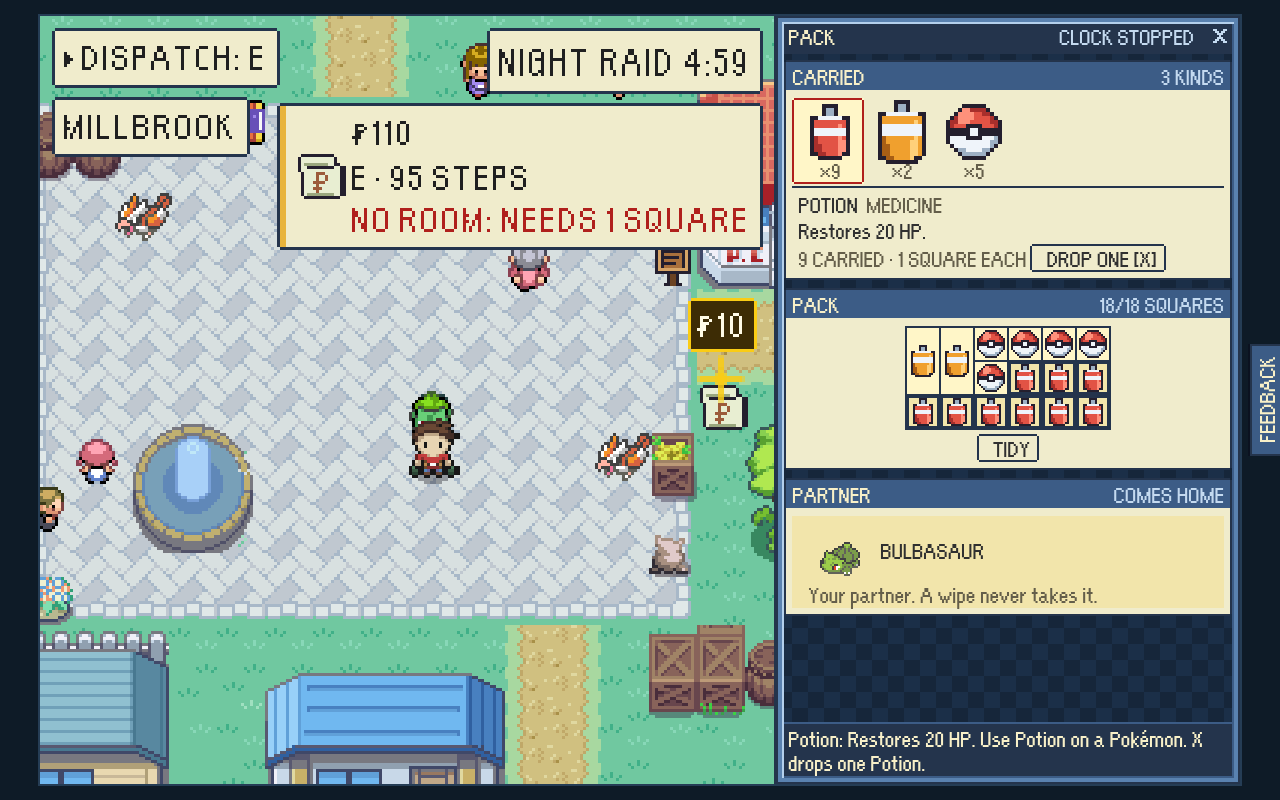 DISPATCH: E
NIGHT RAID 4:59
MILLBROOK
₽110
E · 95 STEPS
NO ROOM: NEEDS 1 SQUARE
₽10
PACK
CLOCK STOPPED X
CARRIED
3 KINDS
×9
×2
×5
POTION MEDICINE
Restores 20 HP.
9 CARRIED · 1 SQUARE EACH
DROP ONE [X]
PACK
18/18 SQUARES
TIDY
PARTNER
COMES HOME
BULBASAUR
Your partner. A wipe never takes it.
Potion: Restores 20 HP. Use Potion on a Pokémon. X
drops one Potion.
FEEDBACK